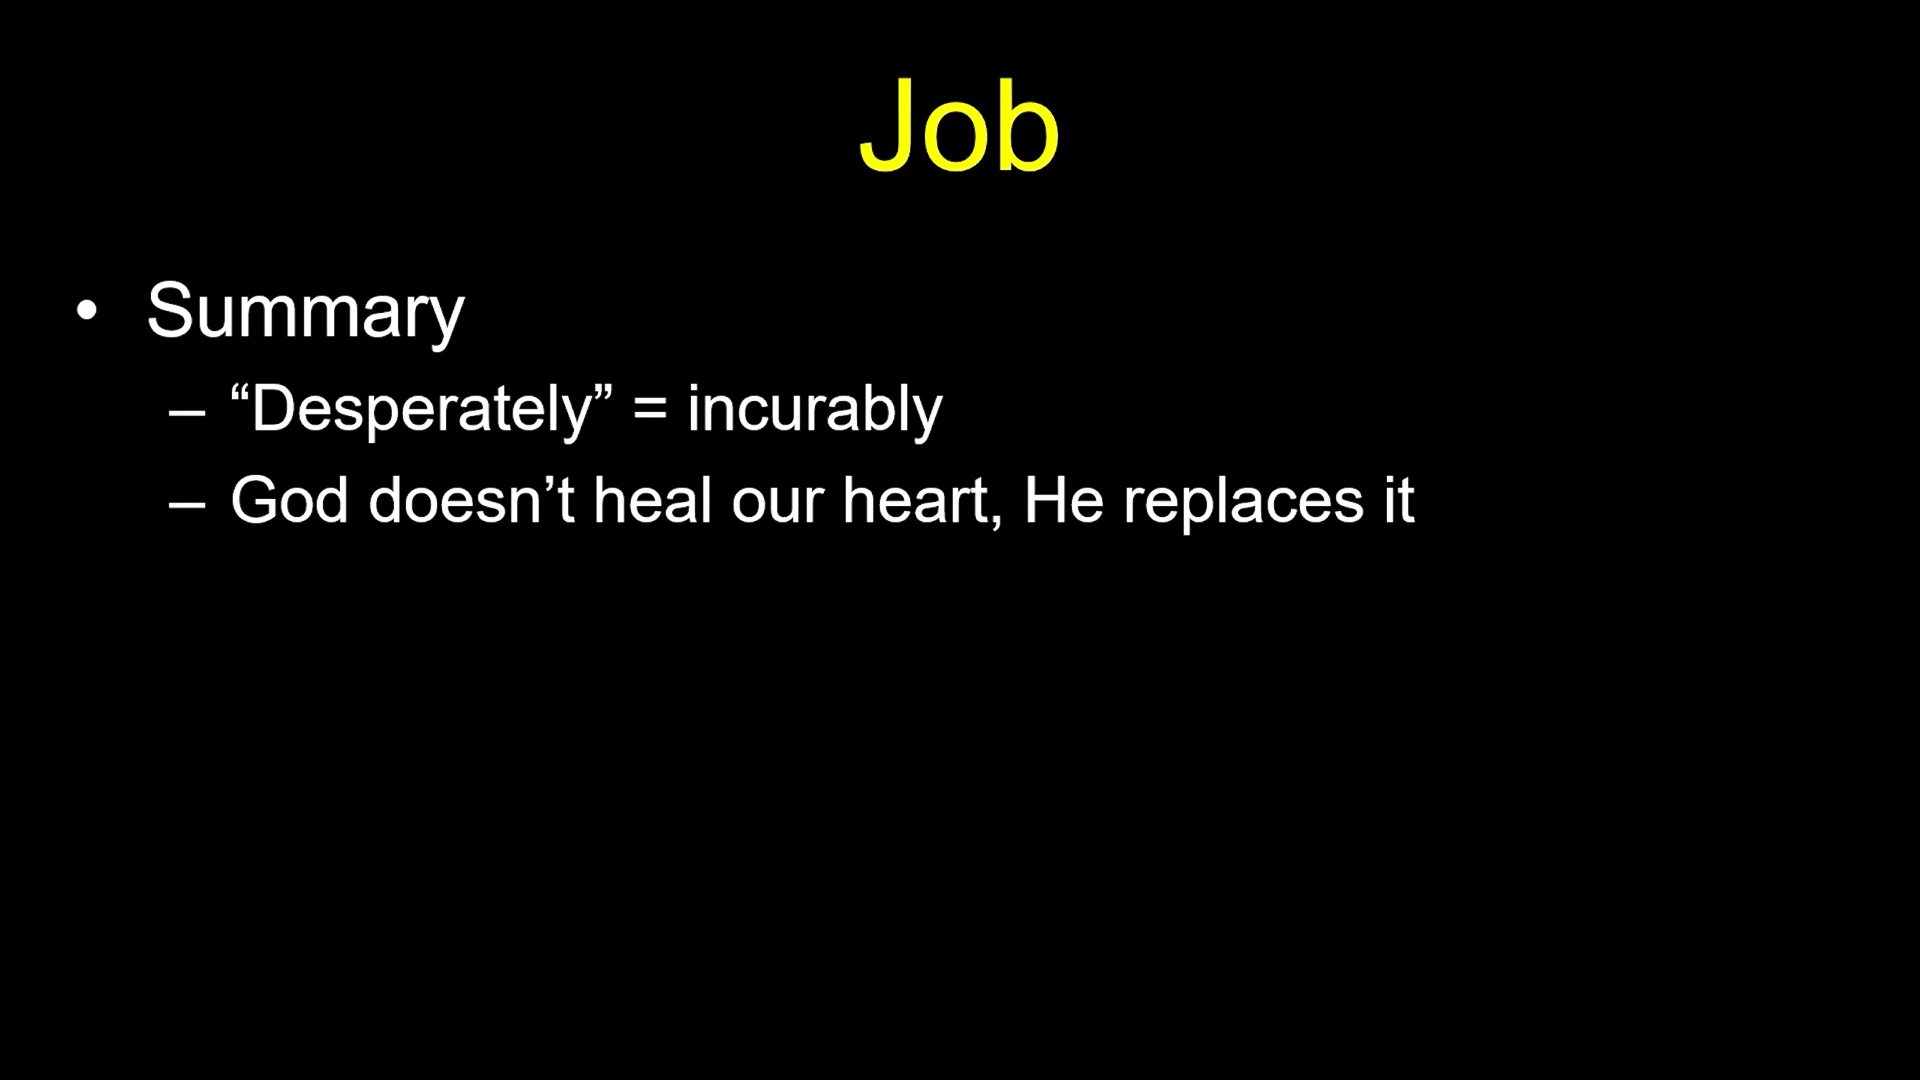 Job
• Summary
– “Desperately” = incurably
– God doesn’t heal our heart, He replaces it